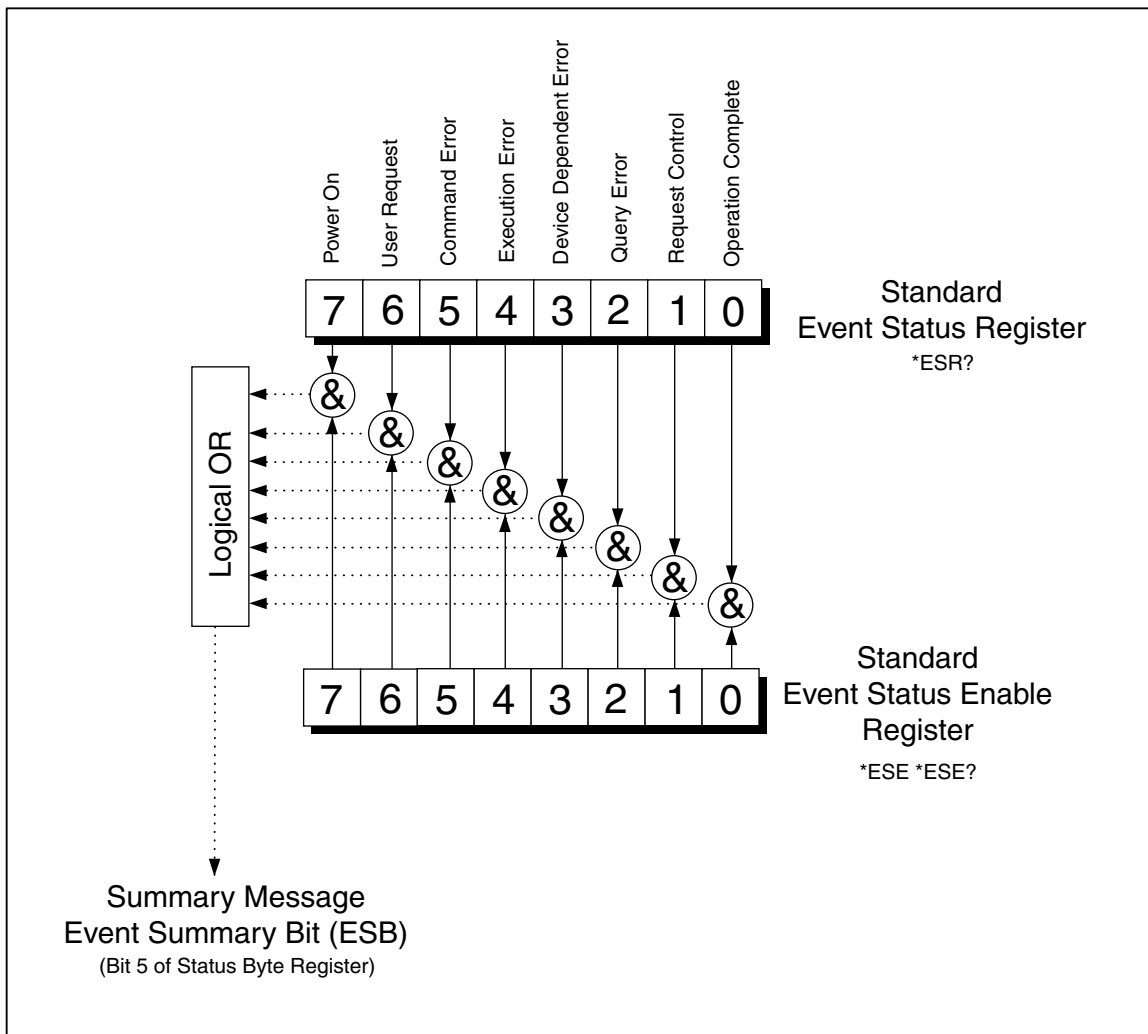 Power On
User Request
Command Error
Execution Error
Device Dependent Error
Query Error
Request Control
Operation Complete
7 6 5 4 3 2 1 0
Standard
Event Status Register
*ESR?
&
&
&
&
&
&
&
&
Logical OR
7 6 5 4 3 2 1 0
Standard
Event Status Enable
Register
*ESE *ESE?
Summary Message
Event Summary Bit (ESB)
(Bit 5 of Status Byte Register)